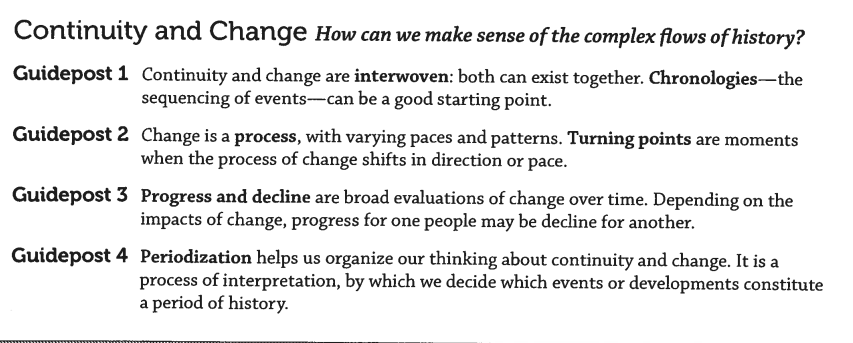 Continuity and Change How can we make sense of the complex flows of history?
Guidepost 1 Continuity and change are interwoven: both can exist together. Chronologies—the
sequencing of events—can be a good starting point.
Guidepost 2 Change is a process, with varying paces and patterns. Turning points are moments
when the process of change shifts in direction or pace.
Guidepost 3 Progress and decline are broad evaluations of change over time. Depending on the
impacts of change, progress for one people may be decline for another.
Guidepost 4 Periodization helps us organize our thinking about continuity and change. It is a
process of interpretation, by which we decide which events or developments constitute
a period of history.